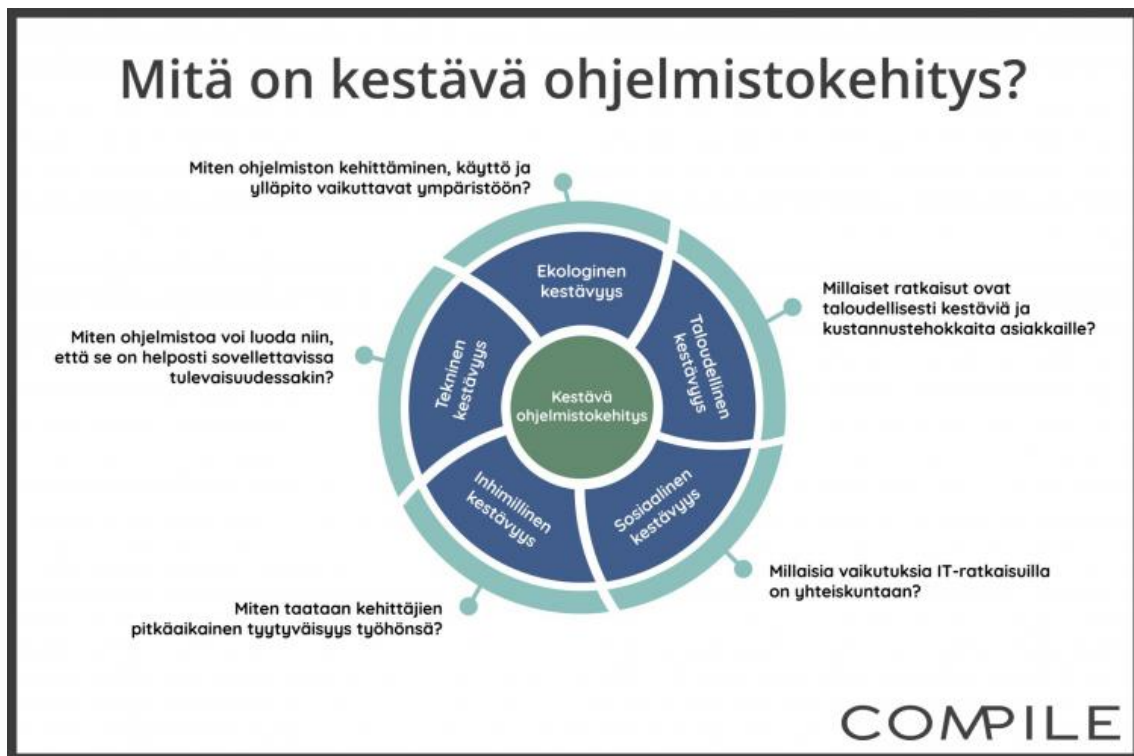 Mitä on kestävä ohjelmistokehitys?
Miten ohjelmiston kehittäminen, käyttö ja
ylläpito vaikuttavat ympäristöön?
Ekologinen
kestävyys
Millaiset ratkaisut ovat
taloudellisesti kestäviä ja
kustannustehokkaita asiakkaille?
Taloudellinen
kestävyys
Miten ohjelmistoa voi luoda niin,
että se on helposti sovellettavissa
tulevaisuudessakin?
Tekninen
kestävyys
Kestävä
ohjelmistokehitys
Inhimillinen
kestävyys
Sosiaalinen
kestävyys
Millaisia vaikutuksia IT-ratkaisuilla
on yhteiskuntaan?
Miten taataan kehittäjien
pitkäaikainen tyytyväisyys työhönsä?
COMPILE